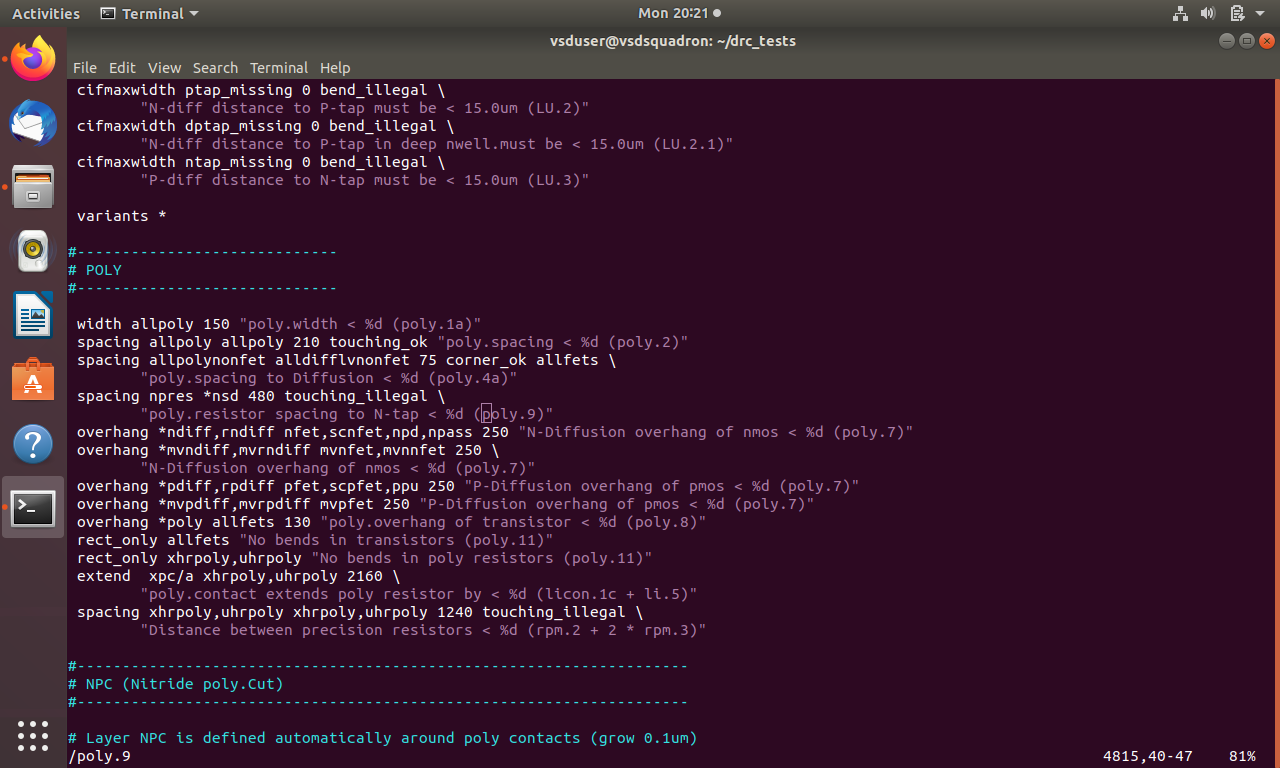 Activities Terminal Mon 20:21
vsduser@vsdsquadron: ~/drc_tests
File Edit View Search Terminal Help
cifmaxwidth ptap_missing 0 bend_illegal \
"N-diff distance to P-tap must be < 15.0um (LU.2)"
cifmaxwidth dptap_missing 0 bend_illegal \
"N-diff distance to P-tap in deep nwell.must be < 15.0um (LU.2.1)"
cifmaxwidth ntap_missing 0 bend_illegal \
"P-diff distance to N-tap must be < 15.0um (LU.3)"
variants *
#-----------------------------
# POLY
#-----------------------------
width allpoly 150 "poly.width < %d (poly.1a)"
spacing allpoly allpoly 210 touching_ok "poly.spacing < %d (poly.2)"
spacing allpolynonfet alldifflvnonfet 75 corner_ok allfets \
"poly.spacing to Diffusion < %d (poly.4a)"
spacing npres *nsd 480 touching_illegal \
"poly.resistor spacing to N-tap < %d (poly.9)"
overhang *ndiff,rndiff nfet,scnfet,npd,npass 250 "N-Diffusion overhang of nmos < %d (poly.7)"
overhang *mvndiff,mvrndiff mvnfet,mvnnfet 250 \
"N-Diffusion overhang of nmos < %d (poly.7)"
overhang *pdiff,rpdiff pfet,scpfet,ppu 250 "P-Diffusion overhang of pmos < %d (poly.7)"
overhang *mvpdiff,mvrpdiff mvpfet 250 "P-Diffusion overhang of pmos < %d (poly.7)"
overhang *poly allfets 130 "poly.overhang of transistor < %d (poly.8)"
rect_only allfets "No bends in transistors (poly.11)"
rect_only xhrpoly,uhrpoly "No bends in poly resistors (poly.11)"
extend  xpc/a xhrpoly,uhrpoly 2160 \
"poly.contact extends poly resistor by < %d (licon.1c + li.5)"
spacing xhrpoly,uhrpoly xhrpoly,uhrpoly 1240 touching_illegal \
"Distance between precision resistors < %d (rpm.2 + 2 * rpm.3)"
#--------------------------------------------------------------------
# NPC (Nitride poly.Cut)
#--------------------------------------------------------------------
# Layer NPC is defined automatically around poly contacts (grow 0.1um)
/poly.9 4815,40-47 81%